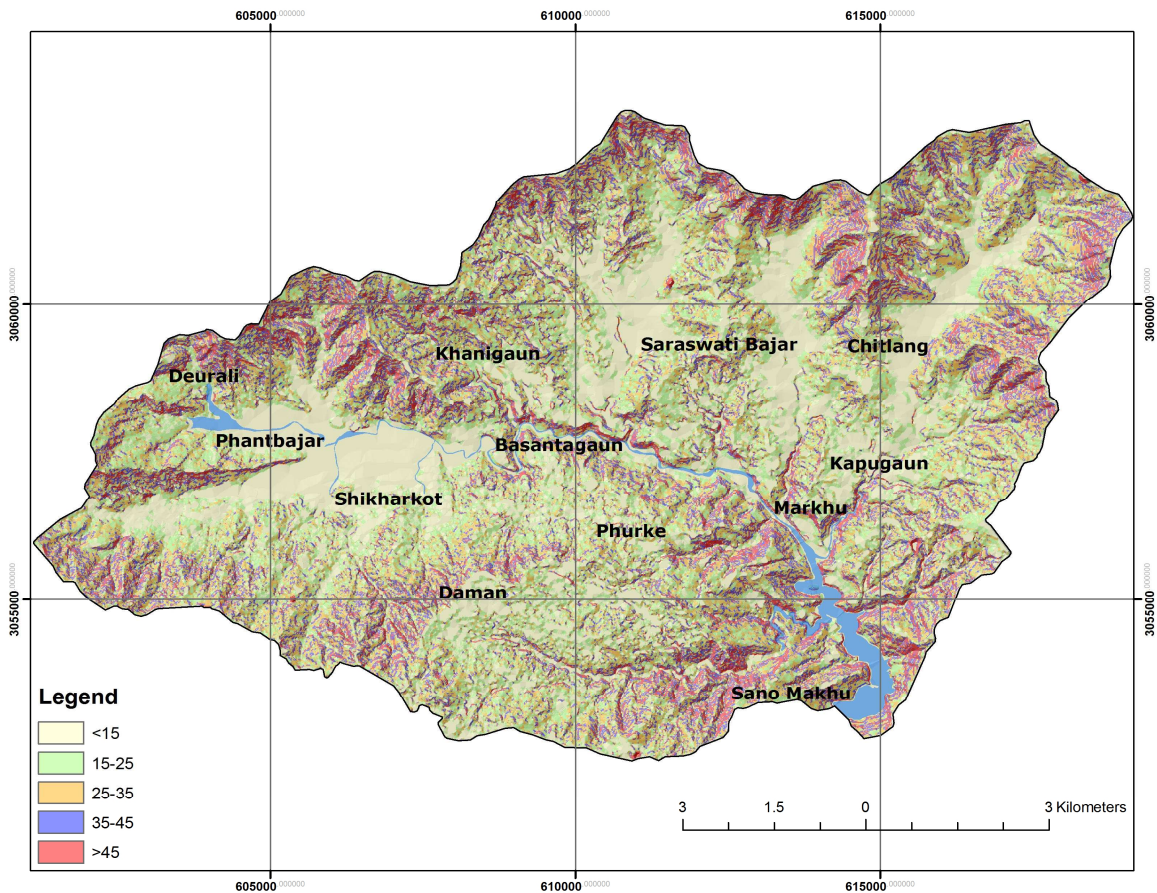 605000.000000 610000.000000 615000.000000
3060000.000000 3060000.000000
Saraswati Bajar Chitlang
Khanigaun
Deurali
Phantbajar Basantagaun
Kapugaun
Shikharkot
Markhu
Phurke
Daman
3055000.000000 3055000.000000
Sano Makhu
Legend
<15
15-25
25-35
35-45
>45
3 1.5 0 3 Kilometers
605000.000000 610000.000000 615000.000000